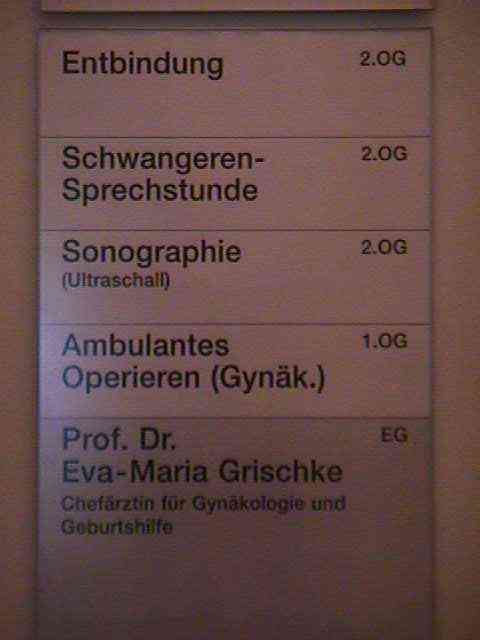 Entbindung 2.OG
Schwangeren- 2.OG
Sprechstunde
Sonographie 2.OG
(Ultraschall)
Ambulantes 1.OG
Operieren (Gynäk.)
Prof. Dr. EG
Eva-Maria Grischke
Chefärztin für Gynäkologie und
Geburtshilfe